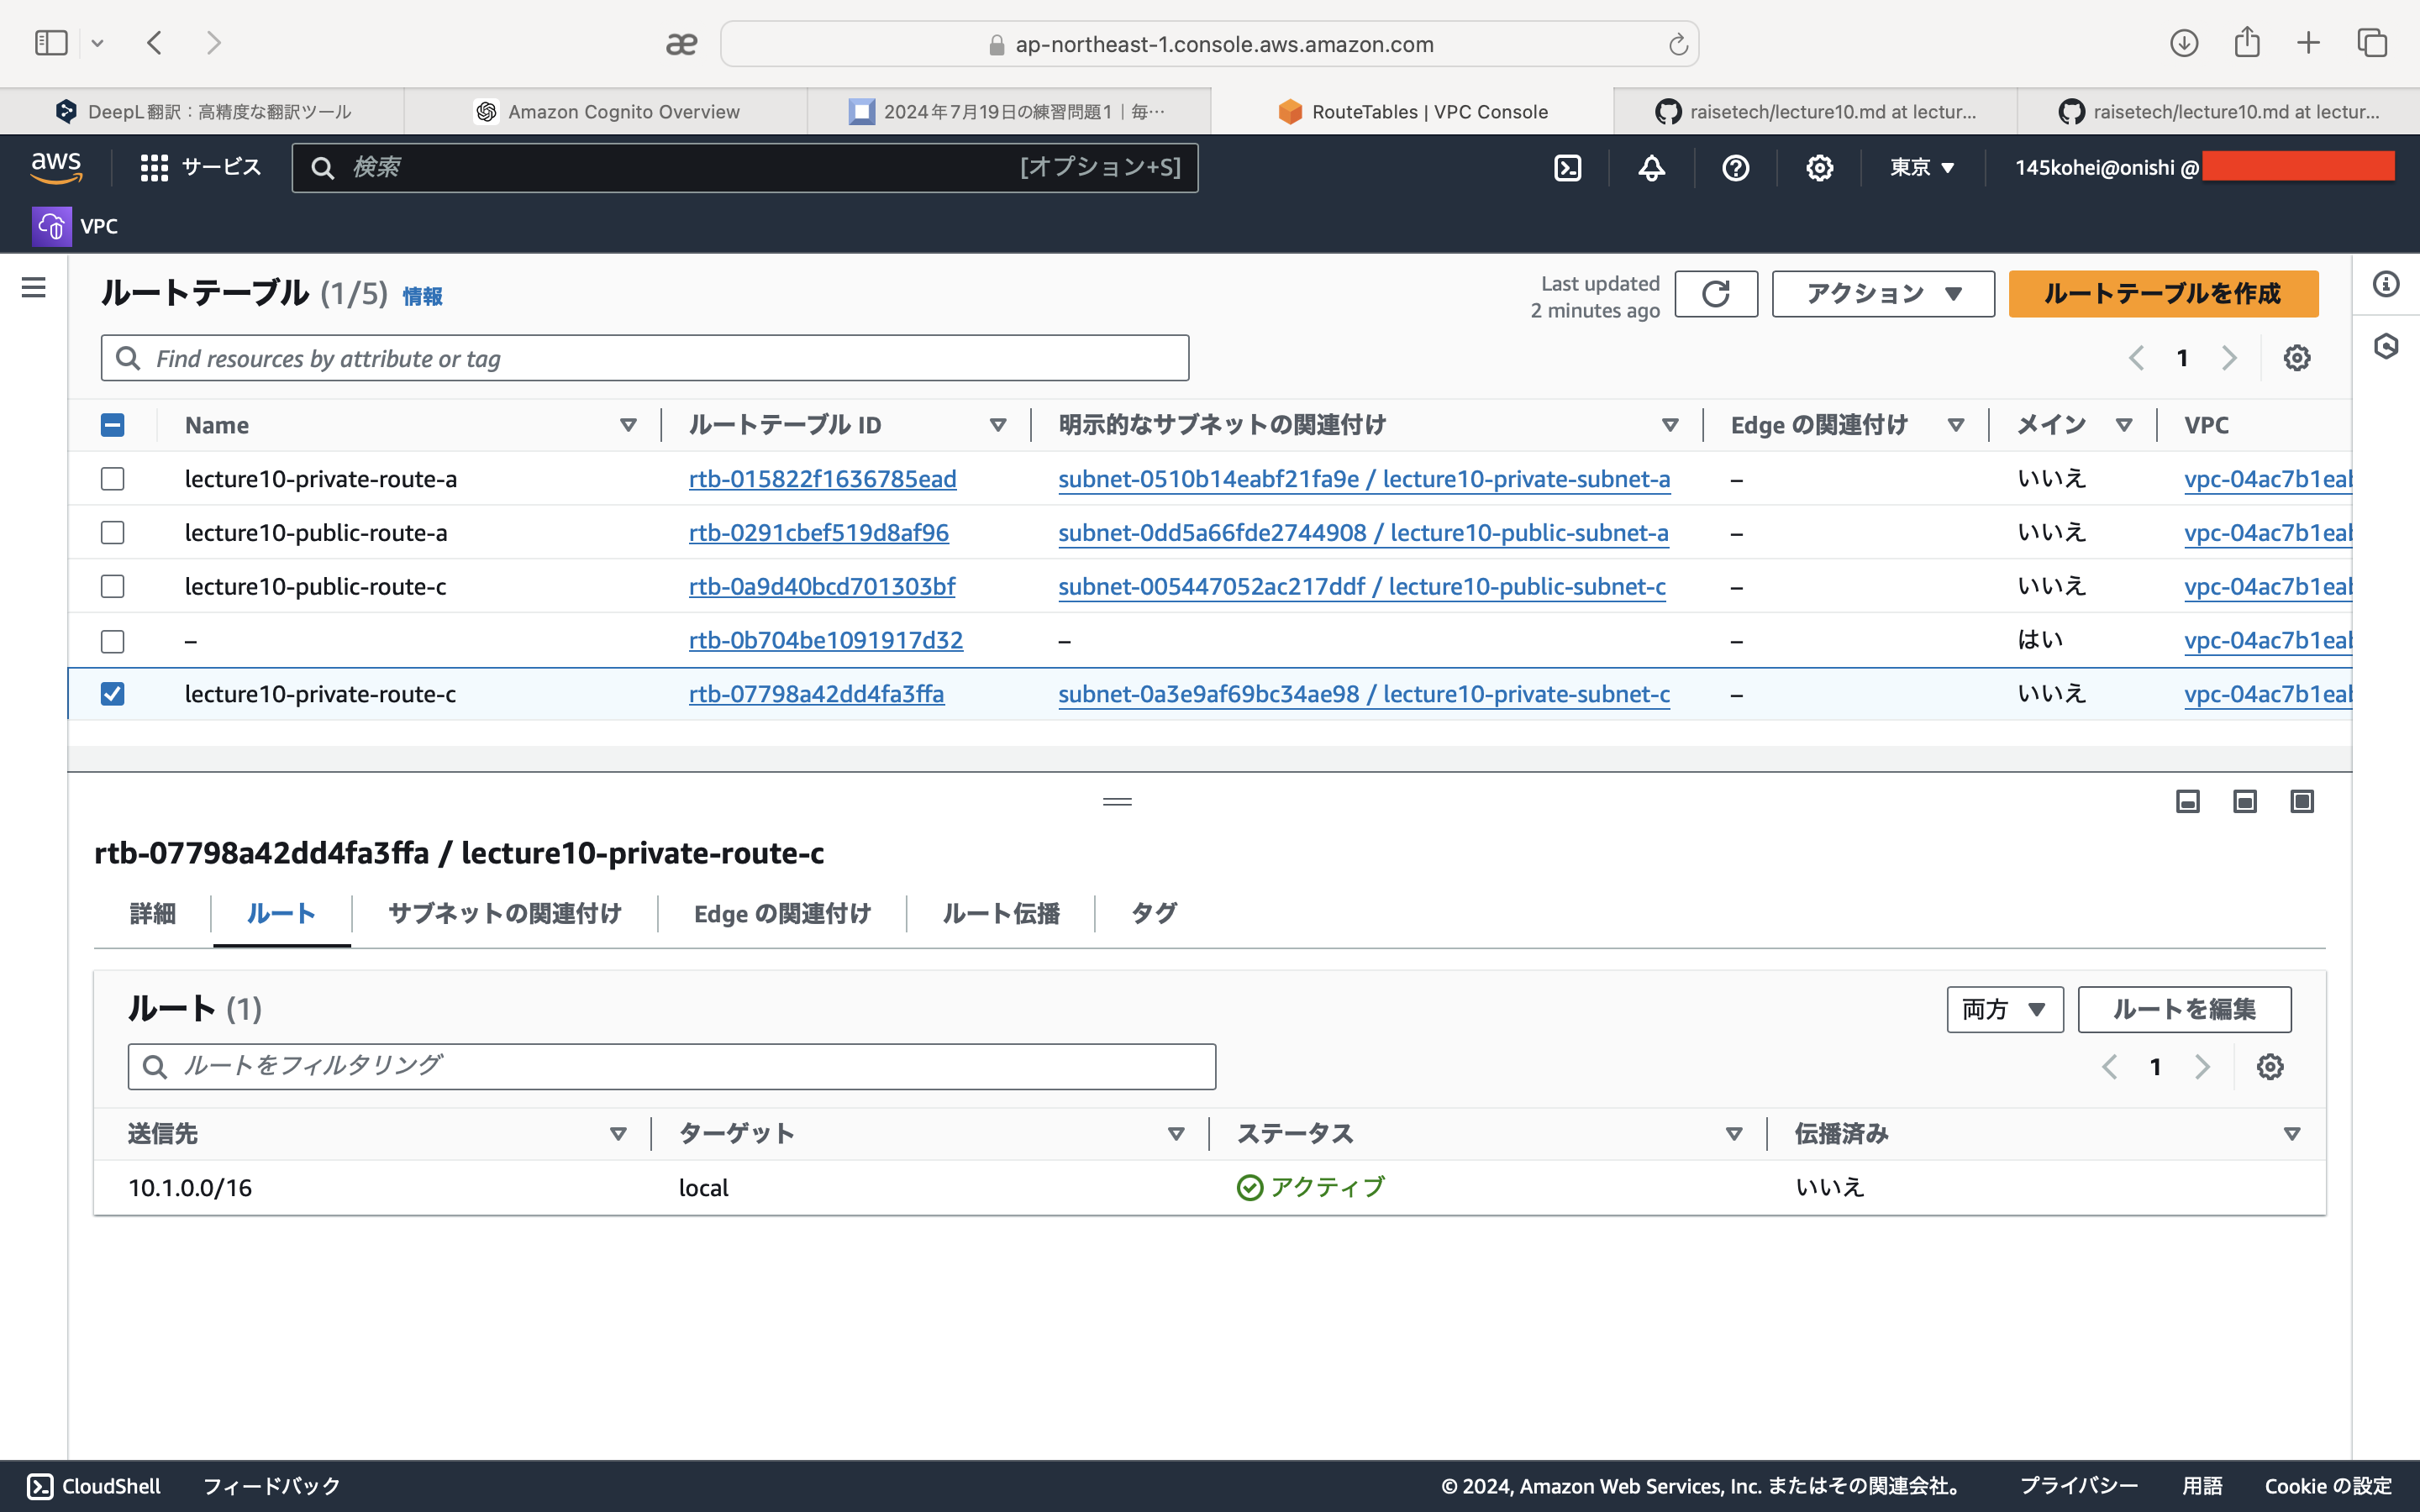 æ
ap-northeast-1.console.aws.amazon.com
DeepL 翻訳：高精度な翻訳ツール
Amazon Cognito Overview
2024年7月19日の練習問題1｜毎…
RouteTables | VPC Console
raisetech/lecture10.md at lectur...
raisetech/lecture10.md at lectur...
aws
サービス
検索
[オプション+S]
東京
145kohei@onishi @
VPC
ルートテーブル (1/5) 情報
Last updated
2 minutes ago
アクション
ルートテーブルを作成
Find resources by attribute or tag
1
Name ルートテーブル ID 明示的なサブネットの関連付け Edge の関連付け メイン VPC
lecture10-private-route-a rtb-015822f1636785ead subnet-0510b14eabf21fa9e / lecture10-private-subnet-a – いいえ vpc-04ac7b1eab
lecture10-public-route-a rtb-0291cbef519d8af96 subnet-0dd5a66fde2744908 / lecture10-public-subnet-a – いいえ vpc-04ac7b1eab
lecture10-public-route-c rtb-0a9d40bcd701303bf subnet-005447052ac217ddf / lecture10-public-subnet-c – いいえ vpc-04ac7b1eab
– rtb-0b704be1091917d32 – – はい vpc-04ac7b1eab
lecture10-private-route-c rtb-07798a42dd4fa3ffa subnet-0a3e9af69bc34ae98 / lecture10-private-subnet-c – いいえ vpc-04ac7b1eab
rtb-07798a42dd4fa3ffa / lecture10-private-route-c
詳細 ルート サブネットの関連付け Edge の関連付け ルート伝播 タグ
ルート (1)
両方
ルートを編集
ルートをフィルタリング
1
送信先 ターゲット ステータス 伝播済み
10.1.0.0/16 local アクティブ いいえ
CloudShell フィードバック © 2024, Amazon Web Services, Inc. またはその関連会社。 プライバシー 用語 Cookie の設定